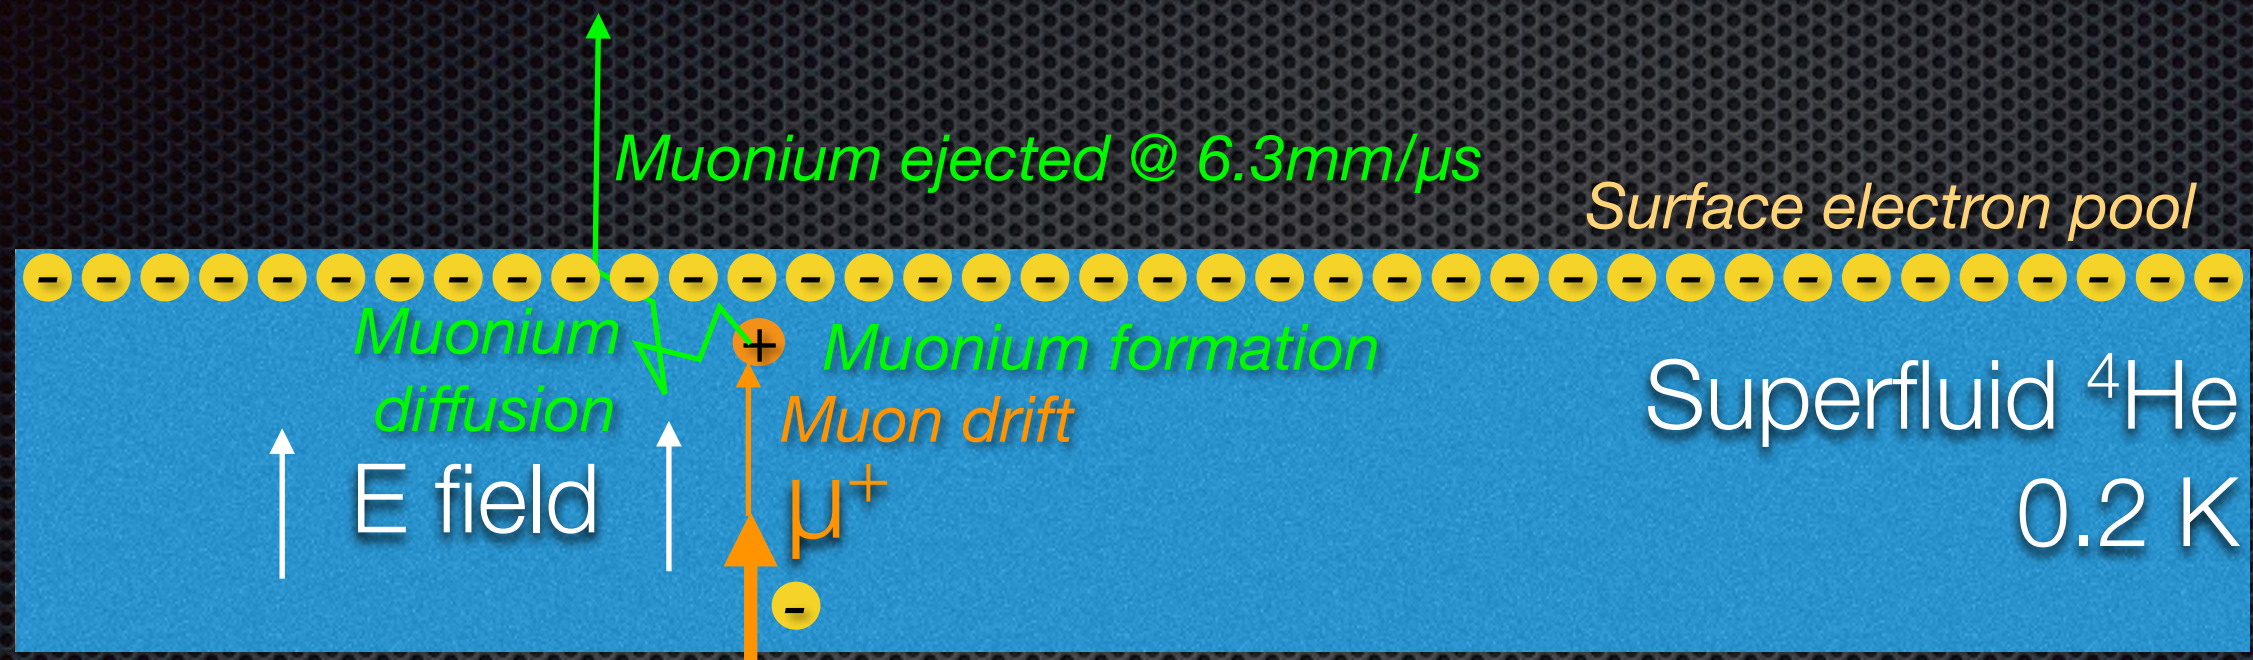 Muonium ejected @ 6.3mm/µs
Surface electron pool
- - - - - - - - - - - - - - - - - - - - - - - - - - - - - - - - - - - - - -
Muonium
diffusion
+
Muonium formation
Muon drift
µ⁺
-
E field
Superfluid ⁴He
0.2 K